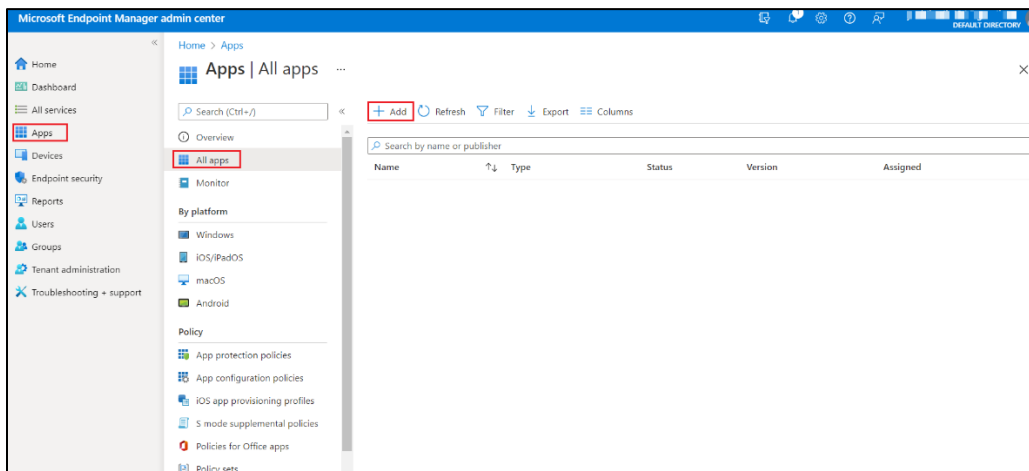 Microsoft Endpoint Manager admin center
DEFAULT DIRECTORY
Home > Apps
Apps | All apps ...
Home
Dashboard
All services
Apps
Devices
Endpoint security
Reports
Users
Groups
Tenant administration
Troubleshooting + support
Search (Ctrl+/)
Overview
All apps
Monitor
By platform
Windows
iOS/iPadOS
macOS
Android
Policy
App protection policies
App configuration policies
iOS app provisioning profiles
S mode supplemental policies
Policies for Office apps
Policy sets
+ Add Refresh Filter Export Columns
Search by name or publisher
Name Type Status Version Assigned